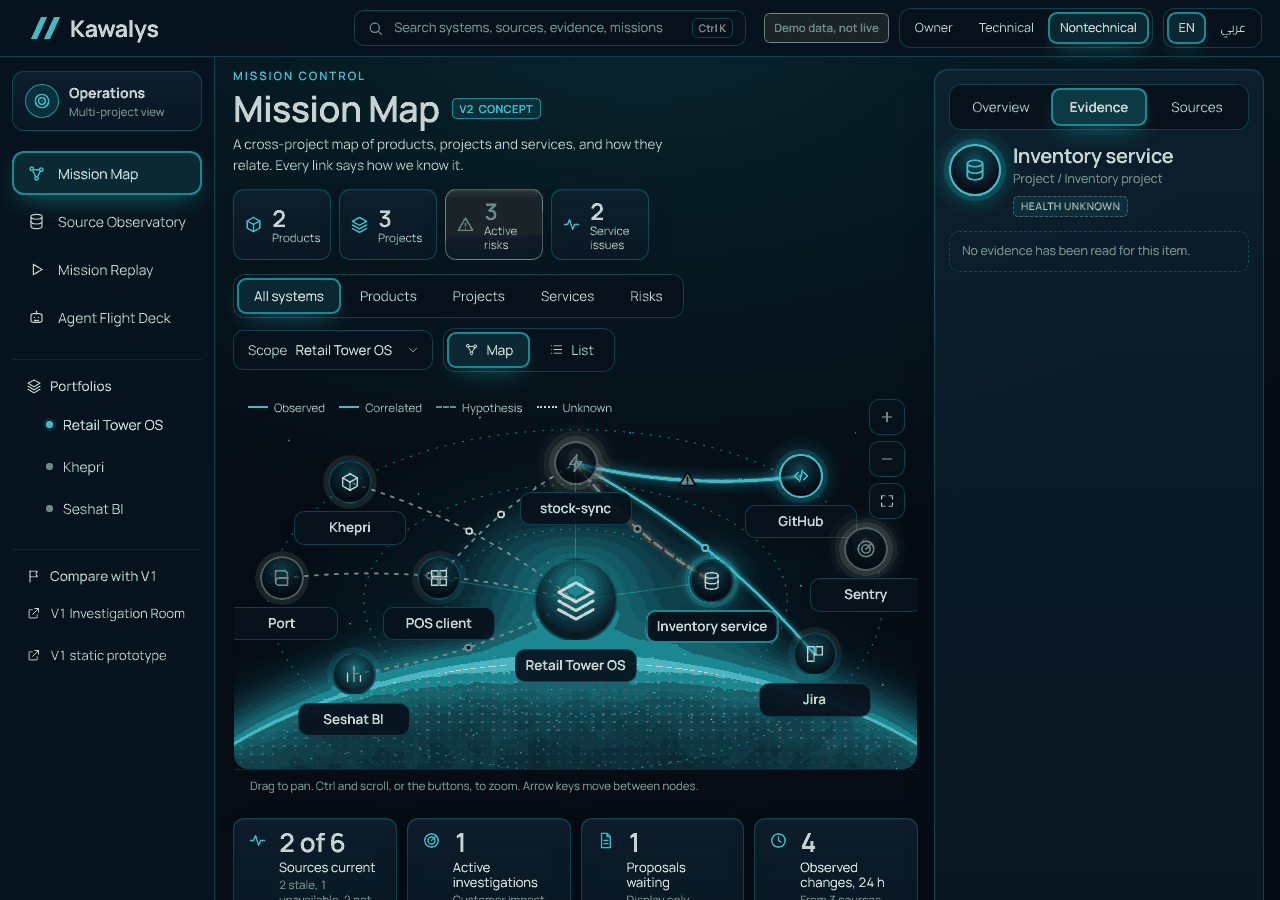 Kawalys
Search systems, sources, evidence, missions
Ctrl K
Demo data, not live
Owner
Technical
Nontechnical
EN
عربي
Operations
Multi-project view
Mission Map
Source Observatory
Mission Replay
Agent Flight Deck
Portfolios
Retail Tower OS
Khepri
Seshat BI
Compare with V1
V1 Investigation Room
V1 static prototype
MISSION CONTROL
Mission Map
V2 CONCEPT
A cross-project map of products, projects and services, and how they
relate. Every link says how we know it.
2
Products
3
Projects
3
Active
risks
2
Service
issues
All systems
Products
Projects
Services
Risks
Scope Retail Tower OS
Map
List
Observed
Correlated
Hypothesis
Unknown
stock-sync
Khepri
GitHub
Sentry
Port
POS client
Inventory service
Retail Tower OS
Jira
Seshat BI
Drag to pan. Ctrl and scroll, or the buttons, to zoom. Arrow keys move between nodes.
2 of 6
Sources current
2 stale, 1
unavailable, 2 not
1
Active
investigations
Customer impact
1
Proposals
waiting
Display only
4
Observed
changes, 24 h
From 3 sources
Overview
Evidence
Sources
Inventory service
Project / Inventory project
HEALTH UNKNOWN
No evidence has been read for this item.